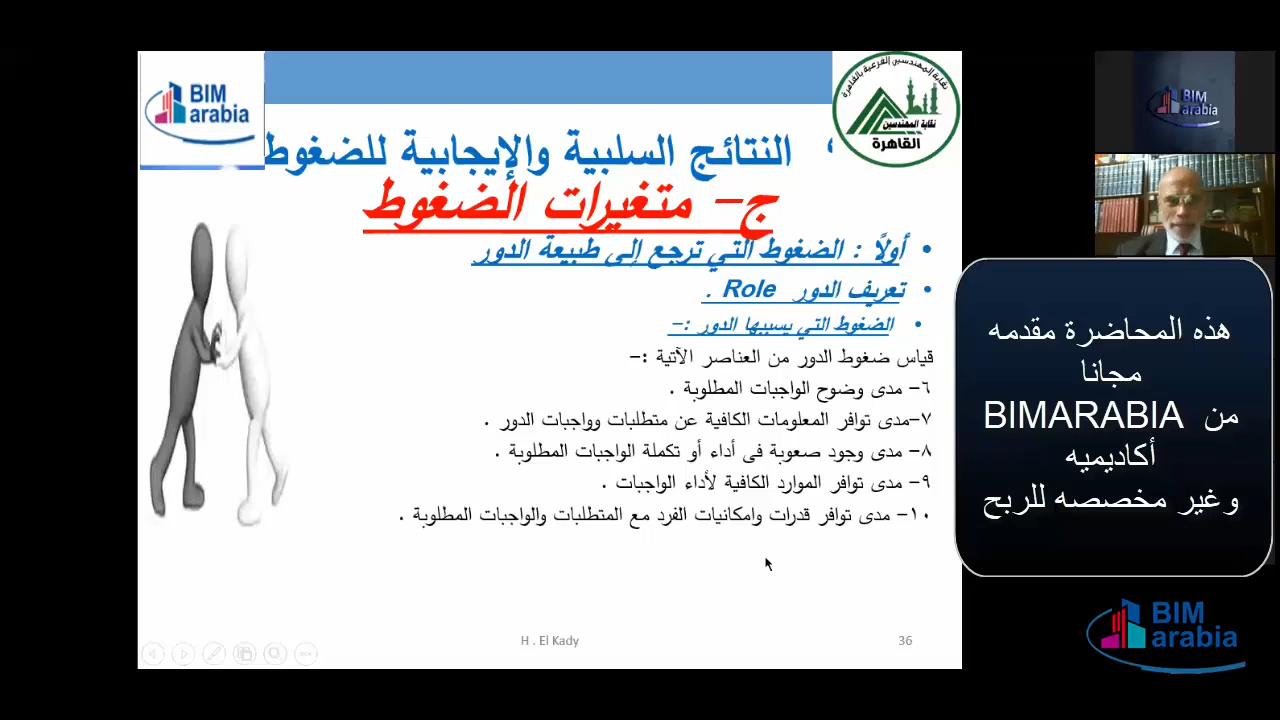 BIM
arabia
نقابة المهندسين الفرعية بالقاهرة
نقابة المهندسين
القاهرة
النتائج السلبية والإيجابية للضغوط
ج- متغيرات الضغوط
• أولاً : الضغوط التي ترجع إلى طبيعة الدور
• تعريف الدور Role .
• الضغوط التي يسببها الدور :-
قياس ضغوط الدور من العناصر الآتية :-
٦- مدى وضوح الواجبات المطلوبة .
٧-مدى توافر المعلومات الكافية عن متطلبات وواجبات الدور .
٨- مدى وجود صعوبة فى أداء أو تكملة الواجبات المطلوبة .
٩- مدى توافر الموارد الكافية لأداء الواجبات .
١٠- مدى توافر قدرات وامكانيات الفرد مع المتطلبات والواجبات المطلوبة .
H . El Kady
36
BIM
arabia
هذه المحاضرة مقدمه
مجانا
من BIMARABIA
أكاديميه
وغير مخصصه للربح
BIM
arabia